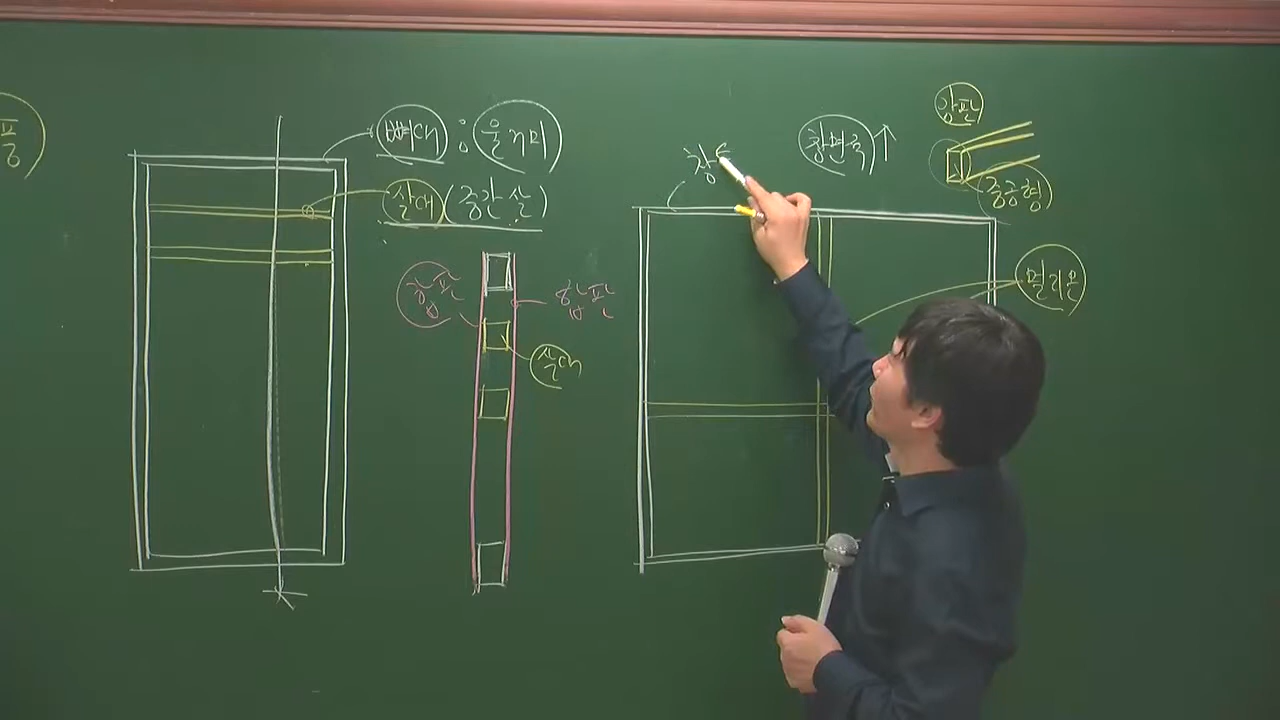 뼈대 : 울거미
살대 (중간 살)
합판
합판
살대
창
창면적 ↑
강판
중공형
멀리온